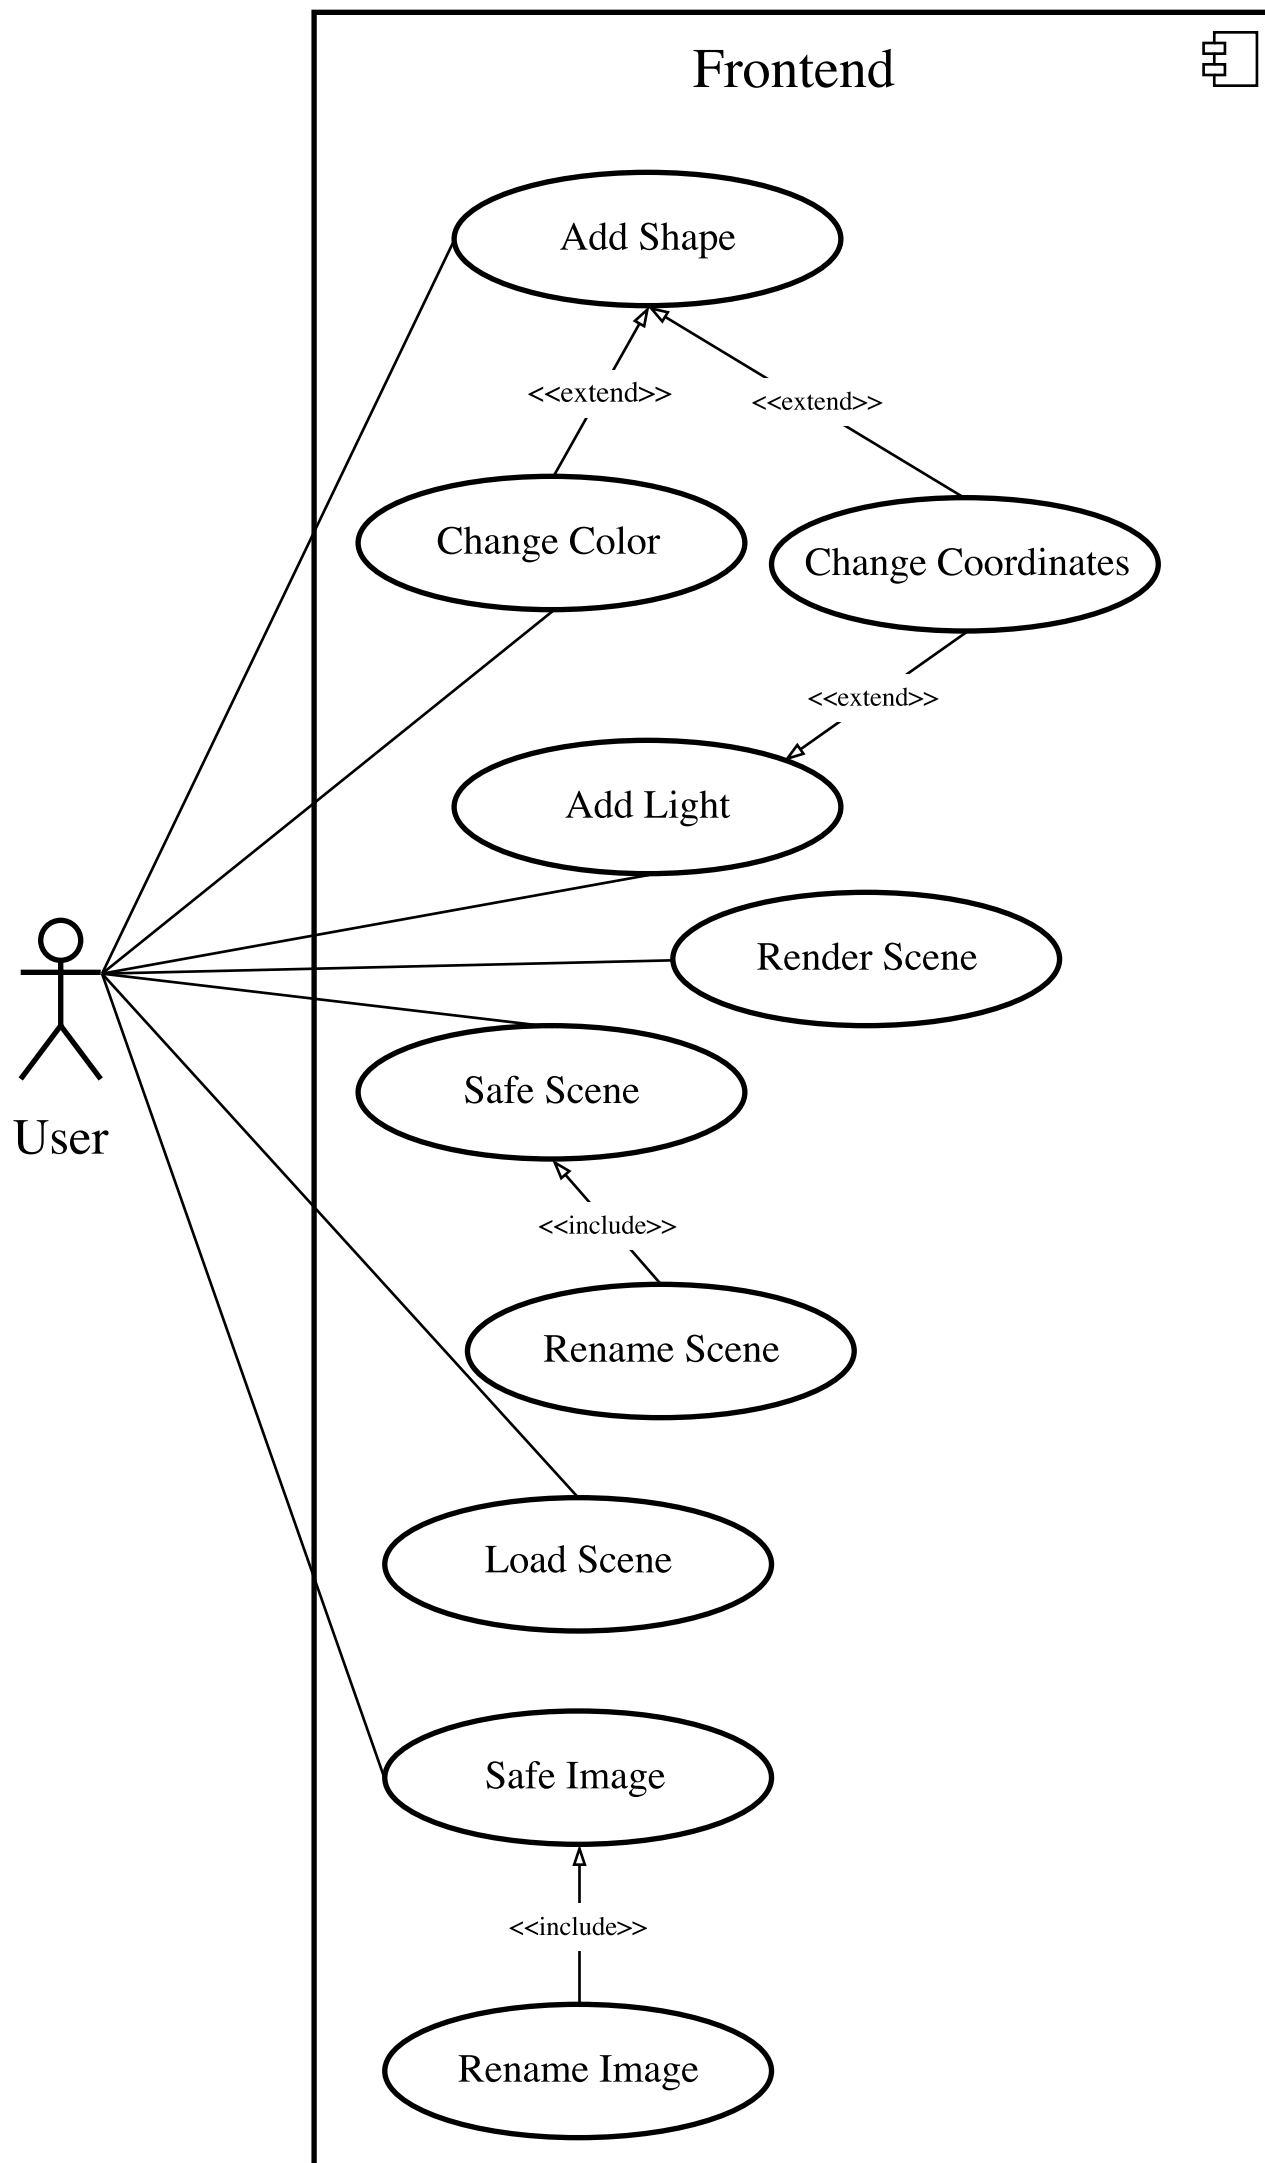 Frontend
Add Shape
<<extend>>
<<extend>>
Change Color
Change Coordinates
<<extend>>
Add Light
Render Scene
Safe Scene
User
<<include>>
Rename Scene
Load Scene
Safe Image
<<include>>
Rename Image